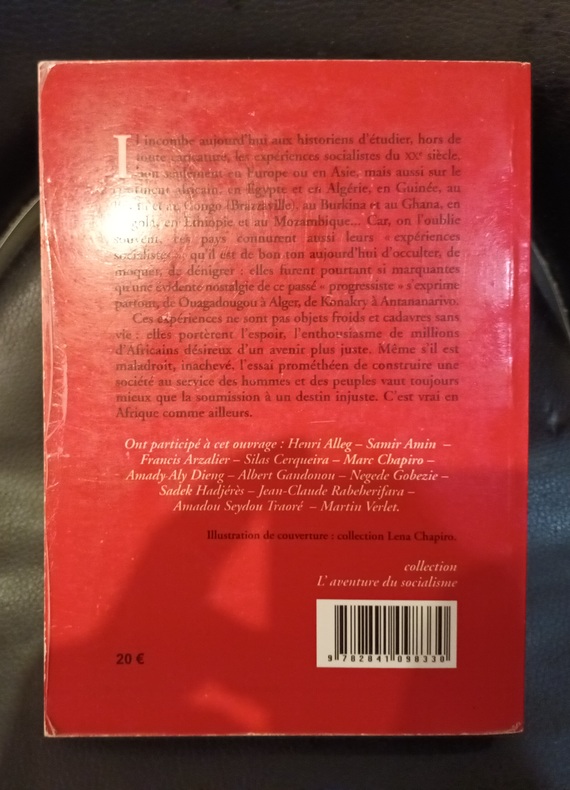 Il incombe aujourd'hui aux historiens d'étudier, hors de
toute caricature, les expériences socialistes du XXe siècle,
non seulement en Europe ou en Asie, mais aussi sur le
continent africain, en Égypte et en Algérie, en Guinée, au
et au Congo (Brazzaville), au Burkina et au Ghana, en
en Éthiopie et au Mozambique... Car, on l'oublie
souvent, ces pays connurent aussi leurs « expériences
socialistes », qu'il est de bon ton aujourd'hui d'occulter, de
moquer, de dénigrer : elles furent pourtant si marquantes
qu'une évidente nostalgie de ce passé « progressiste » s'exprime
partout, de Ouagadougou à Alger, de Konakry à Antananarivo.
Ces expériences ne sont pas objets froids et cadavres sans
vie : elles portèrent l'espoir, l'enthousiasme de millions
d'Africains désireux d'un avenir plus juste. Même s'il est
maladroit, inachevé, l'essai prométhéen de construire une
société au service des hommes et des peuples vaut toujours
mieux que la soumission à un destin injuste. C'est vrai en
Afrique comme ailleurs.
Ont participé à cet ouvrage : Henri Alleg – Samir Amin –
Francis Arzalier – Silas Cerqueira – Marc Chapiro –
Amady Aly Dieng – Albert Gandonou – Negede Gobezie –
Sadek Hadjérès – Jean-Claude Rabeherifara –
Amadou Seydou Traoré – Martin Verlet.
Illustration de couverture : collection Lena Chapiro.
collection
L'aventure du socialisme
20 €
9 782841 098330